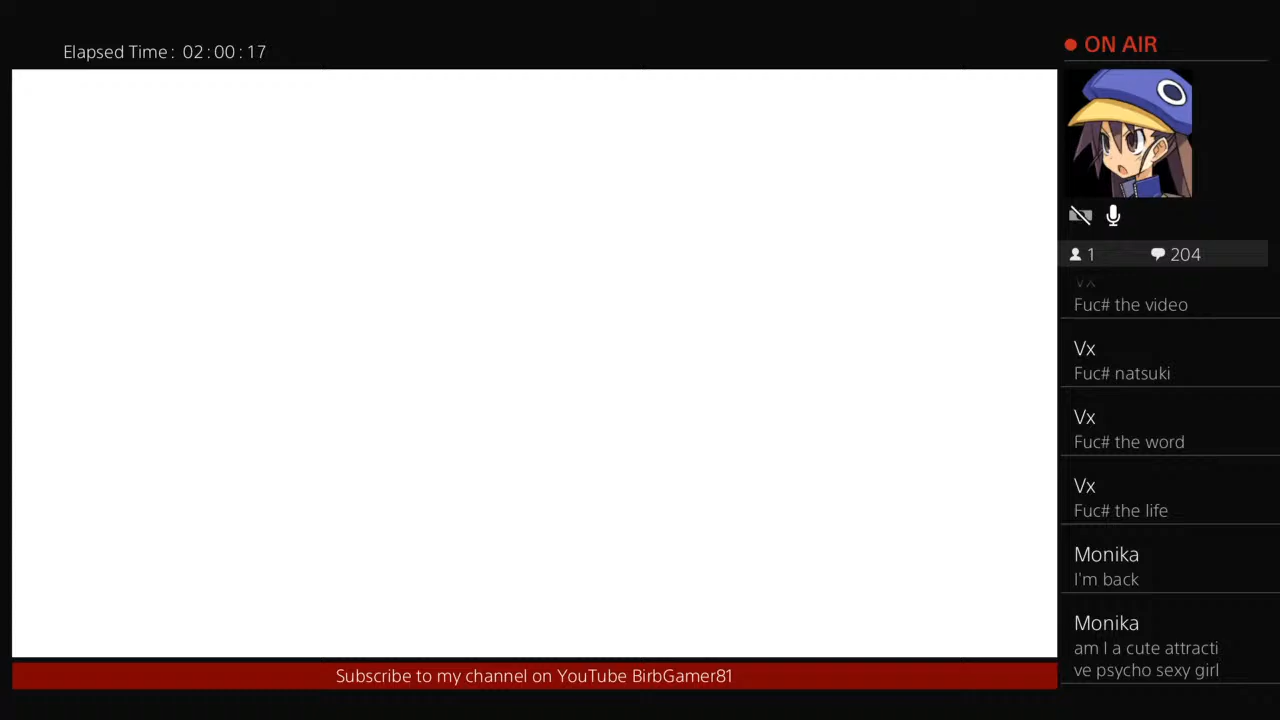 Elapsed Time: 02:00:17
ON AIR
1 204
Vx
Fuc# the video
Vx
Fuc# natsuki
Vx
Fuc# the word
Vx
Fuc# the life
Monika
I'm back
Monika
am I a cute attracti
ve psycho sexy girl
Subscribe to my channel on YouTube BirbGamer81